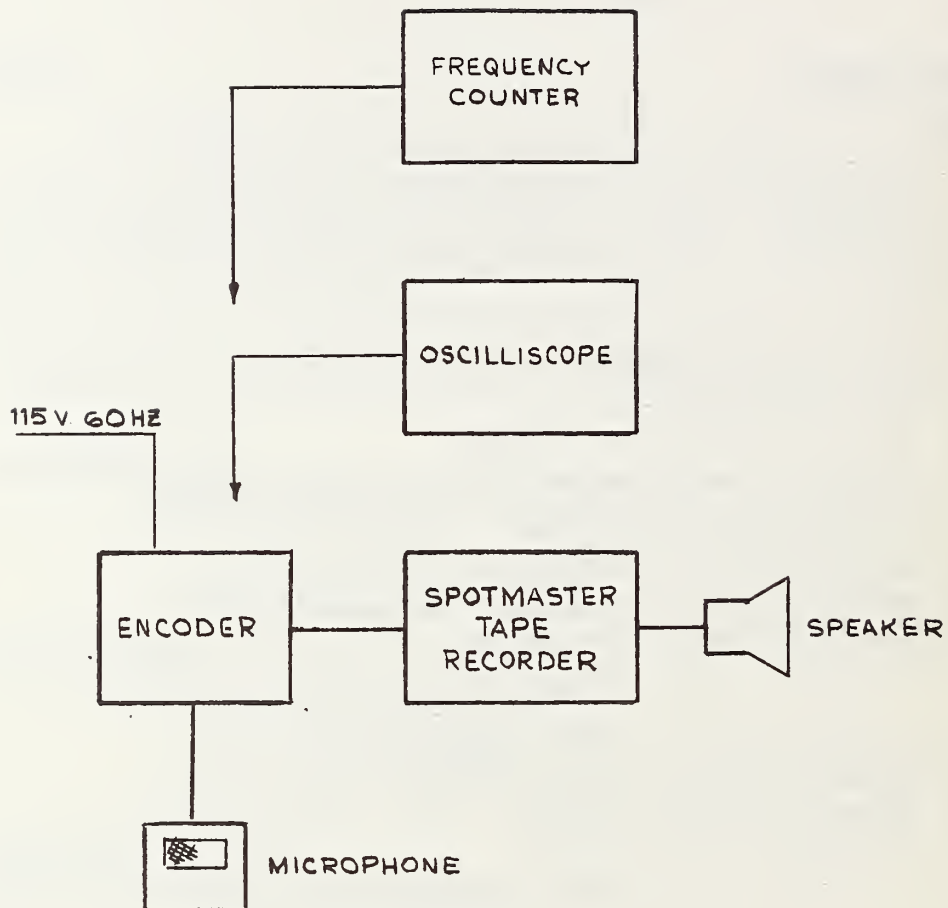 FREQUENCY
COUNTER
OSCILLISCOPE
115 V. 60 HZ
ENCODER
SPOTMASTER
TAPE
RECORDER
SPEAKER
MICROPHONE